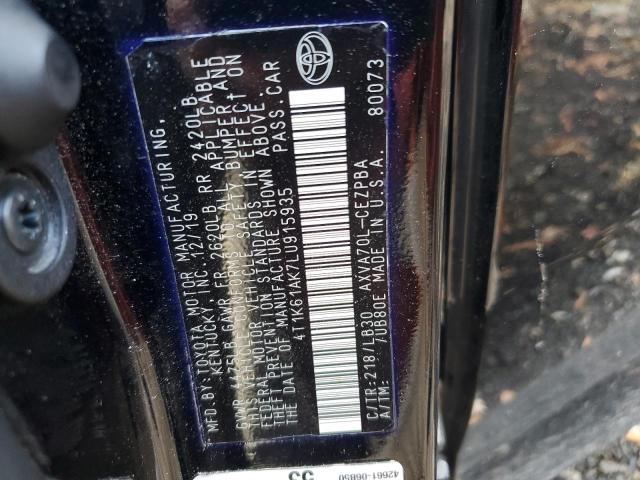 MFD BY:TOYOTA MOTOR MANUFACTURING,
KENTUCKY INC. 12/19
GVWR 4475LB GAWR FR 2620LB RR 2420LB
THIS VEHICLE CONFORMS TO ALL APPLICABLE
FEDERAL MOTOR VEHICLE SAFETY BUMPER AND
THEFT PREVENTION STANDARDS IN EFFECT ON
THE DATE OF MANUFACTURE SHOWN ABOVE.
4T1K61AK7LU915935 PASS.CAR
C/TR:218/LB30 AXVA70L-CEZPBA
A/TM: /UB80E MADE IN U.S.A. 80073
42661-06B50